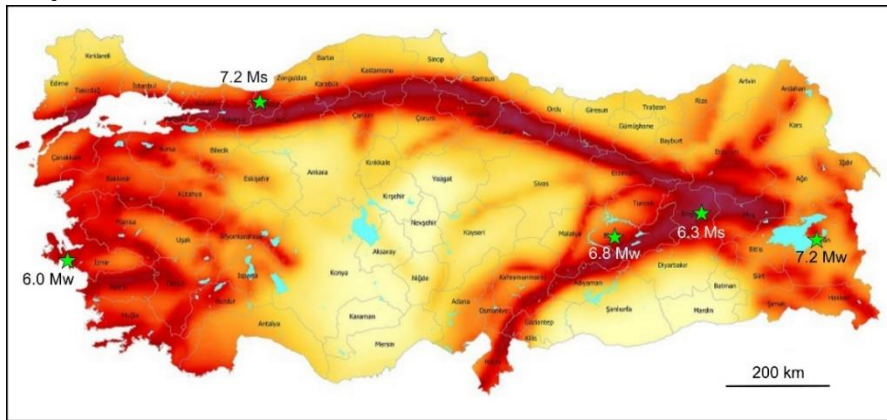 Kırklareli
Edirne
Tekirdağ
İstanbul
7.2 Ms
Zonguldak
Bartın
Karabük
Kastamonu
Sinop
Samsun
Ordu
Giresun
Trabzon
Rize
Artvin
Ardahan
Kars
Gümüşhane
Bayburt
Erzurum
Iğdır
Ağrı
Çanakkale
Balıkesir
Bursa
Bilecik
Eskişehir
Ankara
Çankırı
Çorum
Kırıkkale
Yozgat
Kırşehir
Nevşehir
Sivas
Erzincan
Tunceli
Muş
Kütahya
Manisa
Uşak
Afyonkarahisar
İzmir
6.0 Mw
Aydın
Denizli
Isparta
Burdur
Muğla
Antalya
Konya
Aksaray
Niğde
Kayseri
Karaman
Mersin
Adana
Osmaniye
Kahramanmaraş
Malatya
6.8 Mw
6.3 Ms
7.2 Mw
Adıyaman
Diyarbakır
Batman
Bitlis
Siirt
Şırnak
Hakkari
Mardin
Şanlıurfa
Gaziantep
Kilis
200 km